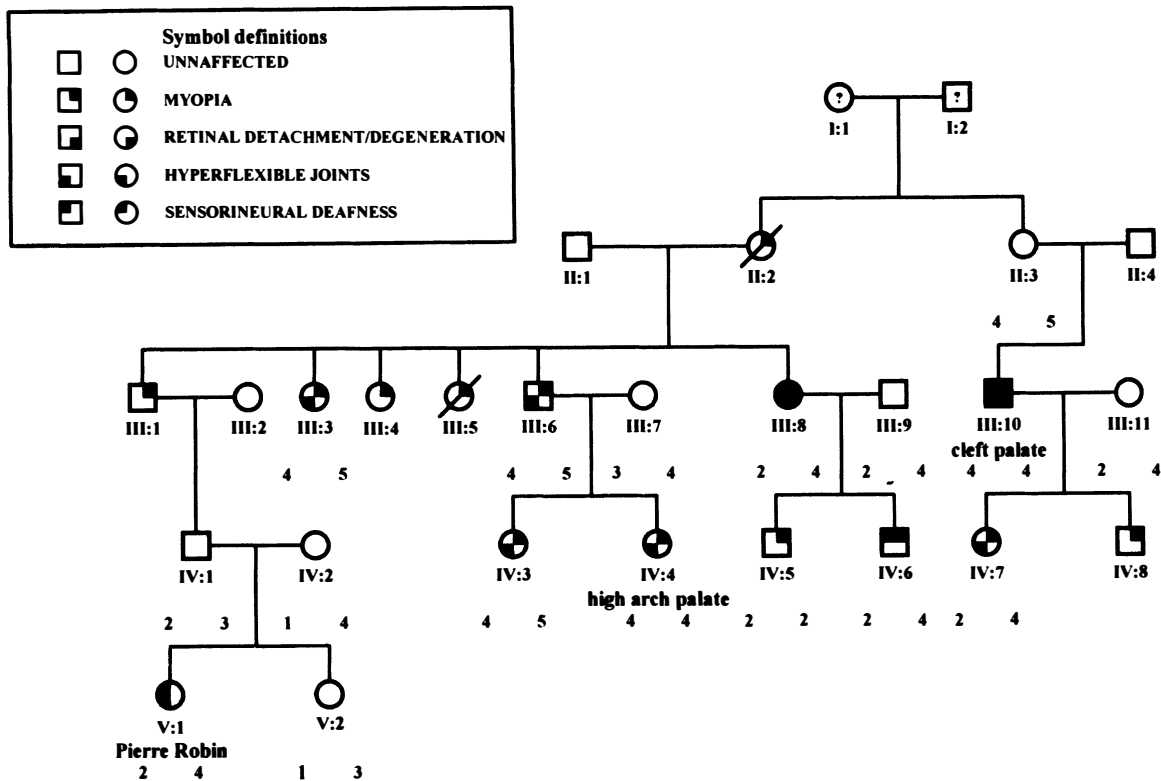 Symbol definitions
UNNAFFECTED
MYOPIA
RETINAL DETACHMENT/DEGENERATION
HYPERFLEXIBLE JOINTS
SENSORINEURAL DEAFNESS
? ?
I:1 I:2
II:1 II:2 II:3 II:4
4 5
III:1 III:2 III:3 III:4 III:5 III:6 III:7 III:8 III:9 III:10 III:11
cleft palate
4 5 4 5 3 4 2 4 2 4 4 4 2 4
IV:1 IV:2 IV:3 IV:4 IV:5 IV:6 IV:7 IV:8
high arch palate
2 3 1 4 4 5 4 4 2 2 2 4 2 4
V:1 V:2
Pierre Robin
2 4 1 3